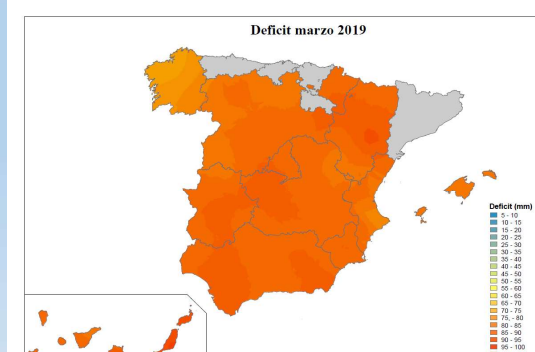 Deficit marzo 2019
Deficit (mm)
5 - 10
10 - 15
15 - 20
20 - 25
25 - 30
30 - 35
35 - 40
40 - 45
45 - 50
50 - 55
55 - 60
60 - 65
65 - 70
70 - 75
75, - 80
80 - 85
85 - 90
90 - 95
95 - 100